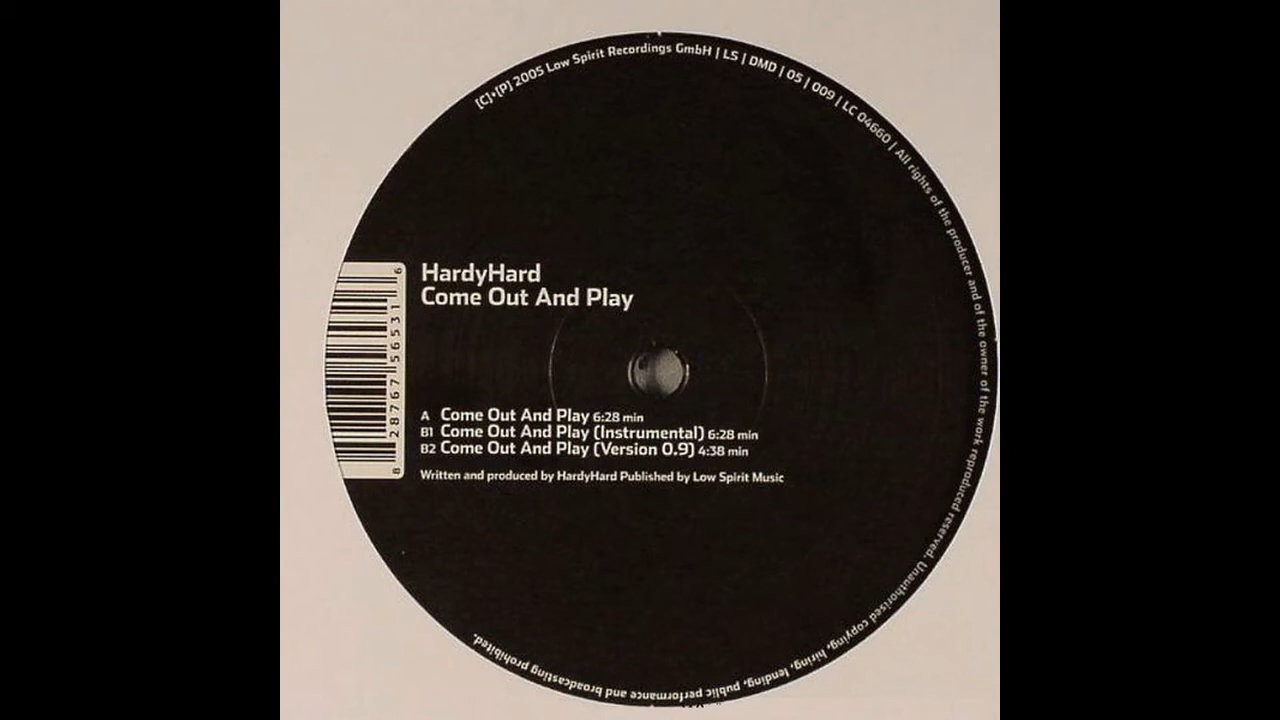 [C]+[P] 2005 Low Spirit Recordings GmbH | LS | DMD | 05 | 009 | LC 04660 | All rights of the producer and of the owner of the work reproduced reserved. Unauthorised copying, hiring, lending, public performance and broadcasting prohibited.
HardyHard
Come Out And Play
A Come Out And Play 6:28 min
B1 Come Out And Play (Instrumental) 6:28 min
B2 Come Out And Play (Version 0.9) 4:38 min
Written and produced by HardyHard Published by Low Spirit Music
8 28767 56531 6